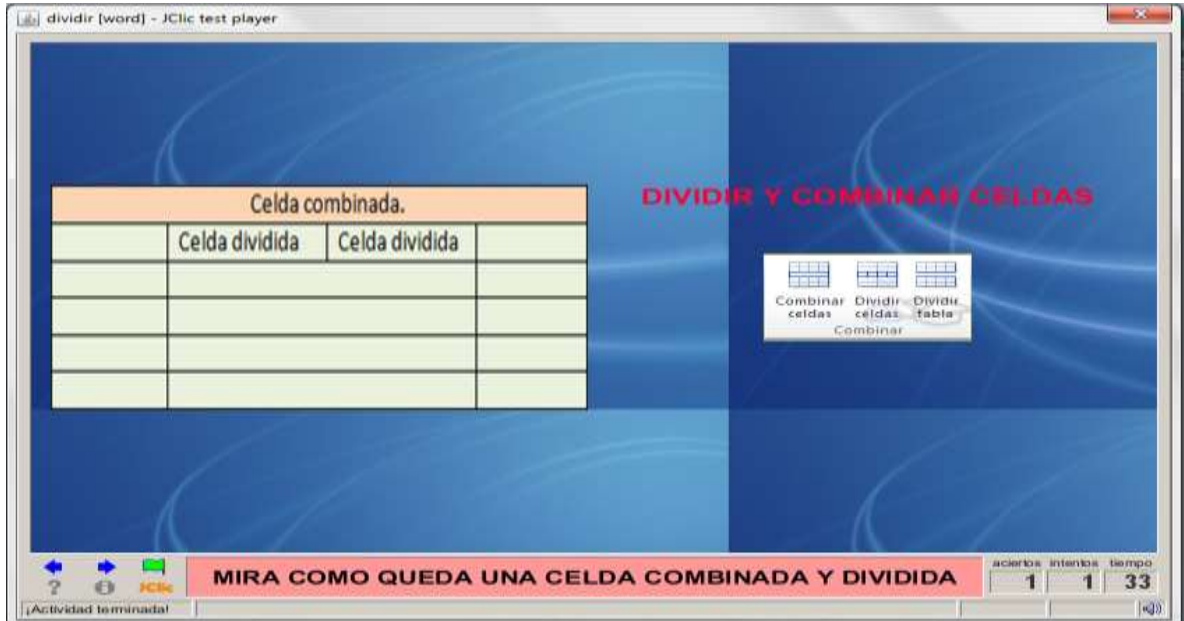 dividir [word] - JClic test player
Celda combinada.
Celda dividida
Celda dividida
DIVIDIR Y COMBINAR CELDAS
Combinar celdas
Dividir celdas
Dividir tabla
Combinar
MIRA COMO QUEDA UNA CELDA COMBINADA Y DIVIDIDA
aciertos intentos tiempo
1 1 33
? i JClic
¡Actividad terminada!